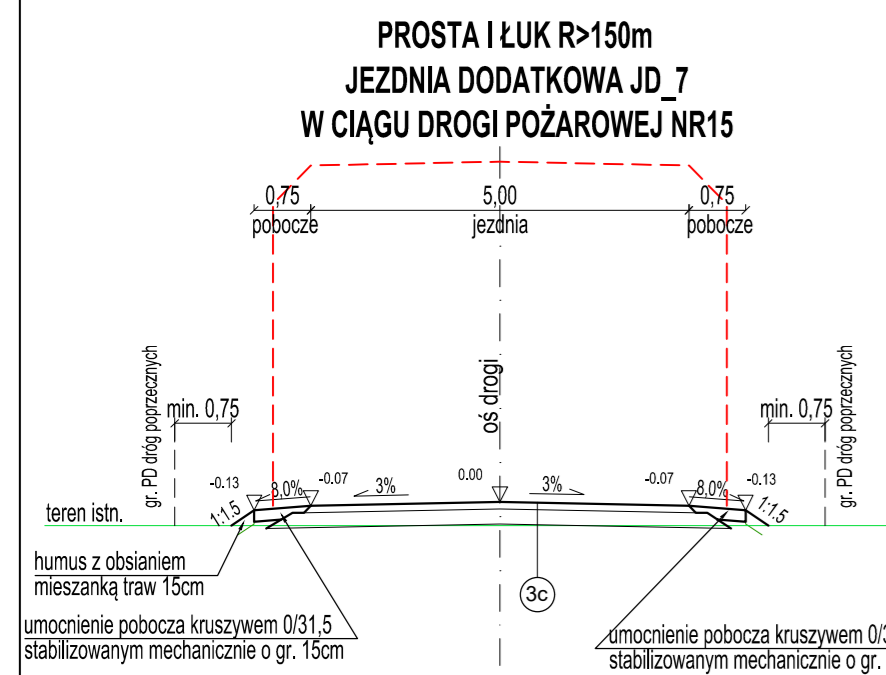 PROSTA I ŁUK R>150m
JEZDNIA DODATKOWA JD_7
W CIĄGU DROGI POŻAROWEJ NR15
0,75 5,00 0,75
pobocze jezdnia pobocze
gr. PD dróg poprzecznych
oś drogi
gr. PD dróg poprzecznych
min. 0,75 min. 0,75
-0.13 8,0% -0.07 3% 0.00 3% -0.07 8,0% -0.13
teren istn. 1:1.5 1:1.5
humus z obsianiem
mieszanką traw 15cm
3c
umocnienie pobocza kruszywem 0/31,5
stabilizowanym mechanicznie o gr. 15cm
umocnienie pobocza kruszywem 0/3
stabilizowanym mechanicznie o gr.